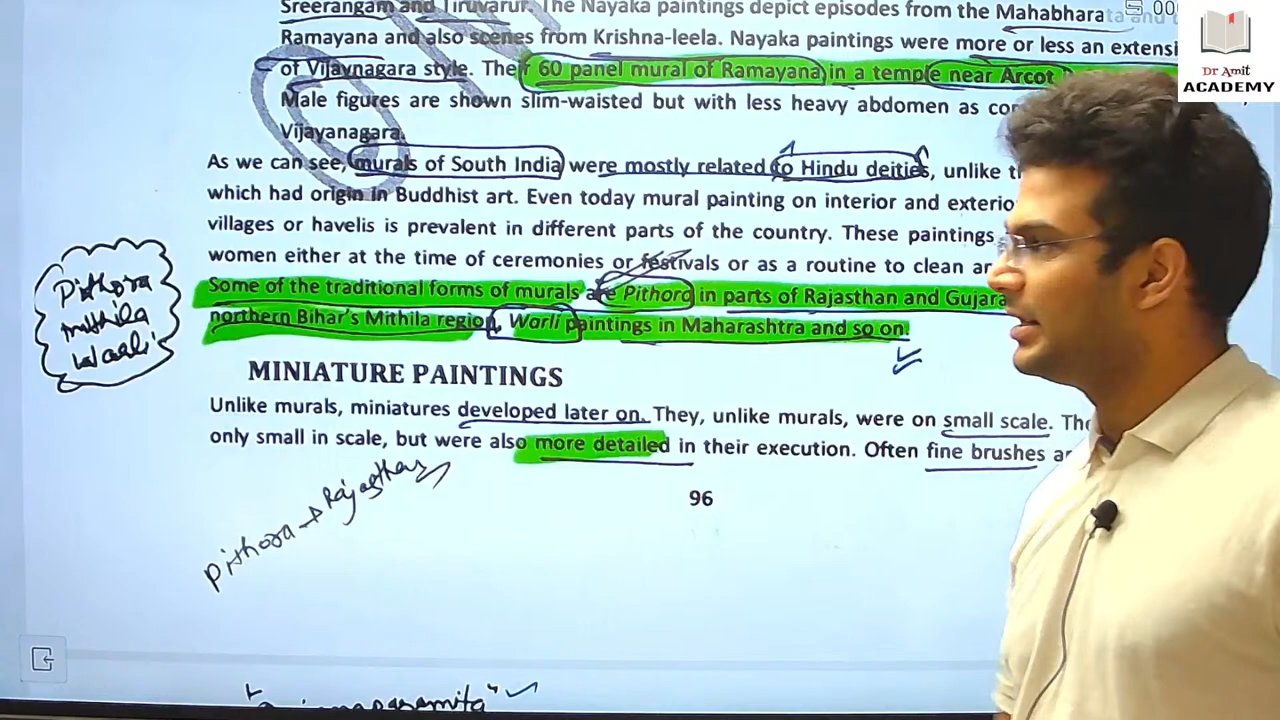 Sreerangam and Tiruvarur. The Nayaka paintings depict episodes from the Mahabharata and
Ramayana and also scenes from Krishna-leela. Nayaka paintings were more or less an extensi
of Vijaynagara style. Their 60 panel mural of Ramayana in a temple near Arcot
Male figures are shown slim-waisted but with less heavy abdomen as co
Vijayanagara.
As we can see, murals of South India were mostly related to Hindu deities, unlike t
which had origin in Buddhist art. Even today mural painting on interior and exterio
villages or havelis is prevalent in different parts of the country. These paintings
women either at the time of ceremonies or festivals or as a routine to clean an
Some of the traditional forms of murals are Pithoro in parts of Rajasthan and Gujara
northern Bihar's Mithila region, Warli paintings in Maharashtra and so on.
MINIATURE PAINTINGS
Unlike murals, miniatures developed later on. They, unlike murals, were on small scale. The
only small in scale, but were also more detailed in their execution. Often fine brushes a
96
Pithora
mithila
Waali
Pithora → Rajasthan
Dr Amit
ACADEMY
00